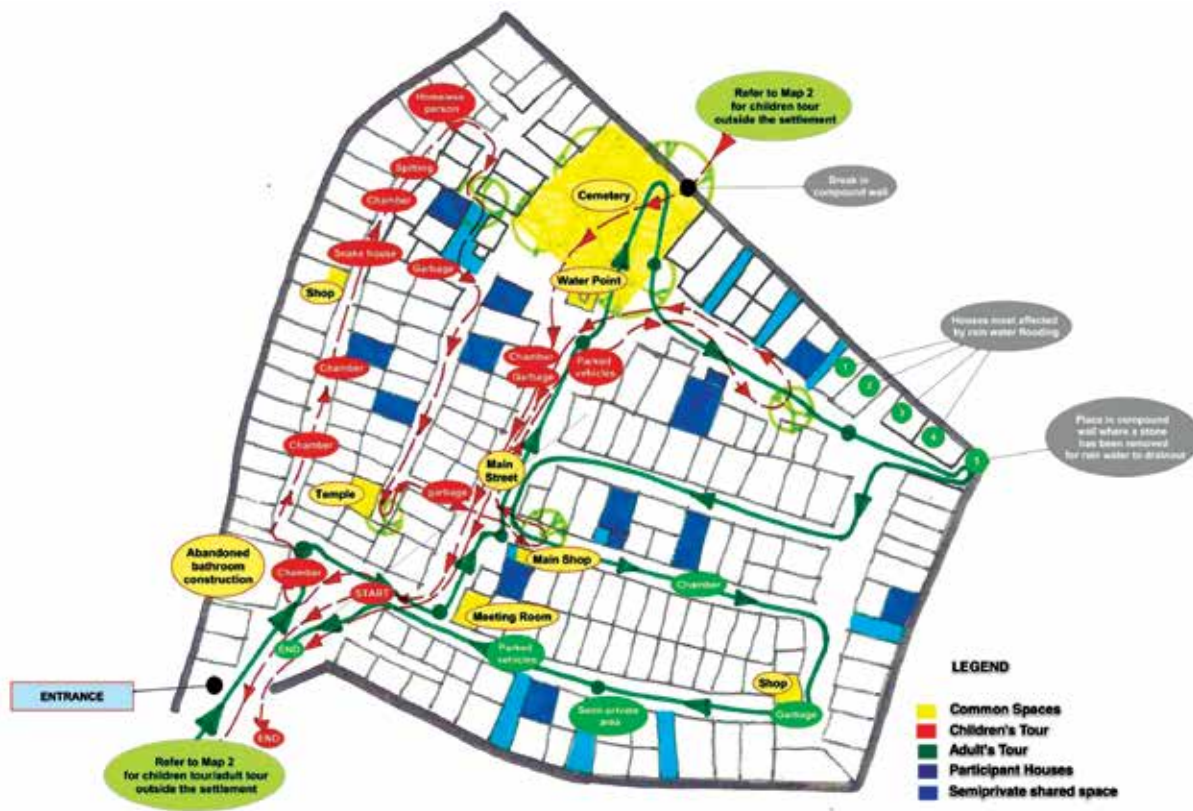 Homeless
person
Refer to Map 2
for children tour
outside the settlement
Spitting
Break in
compound wall
Chamber
Cemetery
Snake house
Garbage
Water Point
Shop
Houses most affected
by rain water flooding
Chamber
Garbage
Parked
vehicles
Chamber
1
2
3
4
5
Place in compound
wall where a stone
has been removed
for rain water to drainout
Chamber
Main
Street
Temple
garbage
Abandoned
bathroom
construction
Main Shop
Chamber
Chamber
START
Meeting Room
END
Parked
vehicles
Shop
ENTRANCE
Semi-private
area
Garbage
END
Refer to Map 2
for children tour/adult tour
outside the settlement
LEGEND
Common Spaces
Children's Tour
Adult's Tour
Participant Houses
Semiprivate shared space